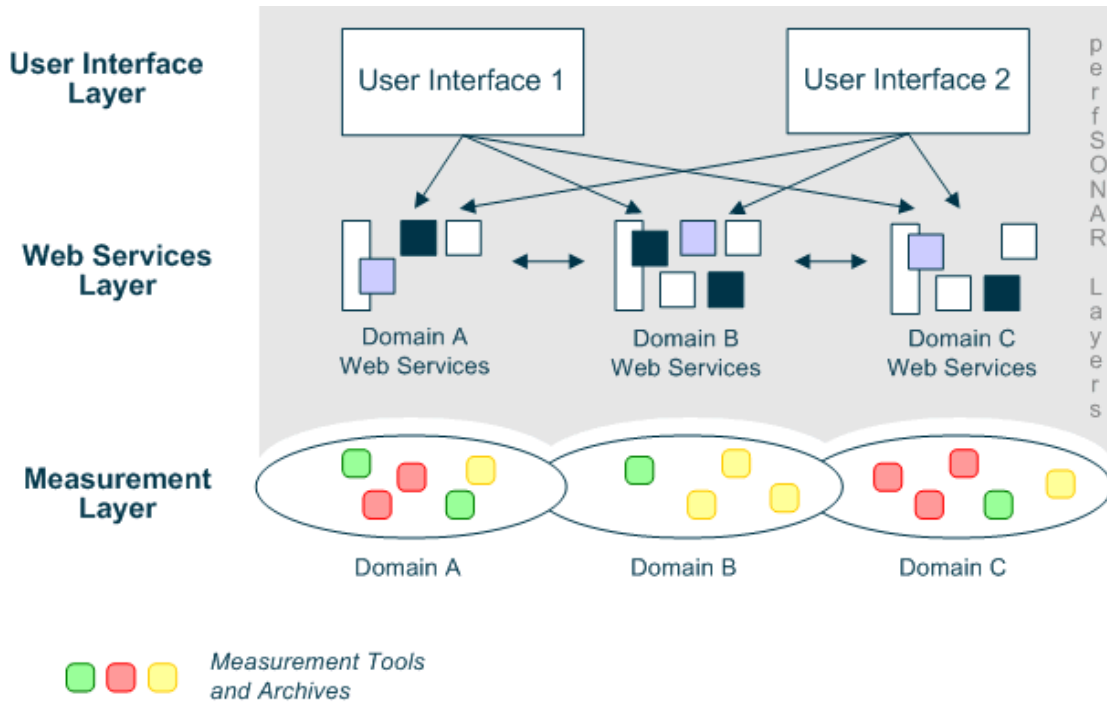 User Interface
Layer
User Interface 1
User Interface 2
perfSONAR Layers
Web Services
Layer
Domain A
Web Services
Domain B
Web Services
Domain C
Web Services
Measurement
Layer
Domain A
Domain B
Domain C
Measurement Tools
and Archives